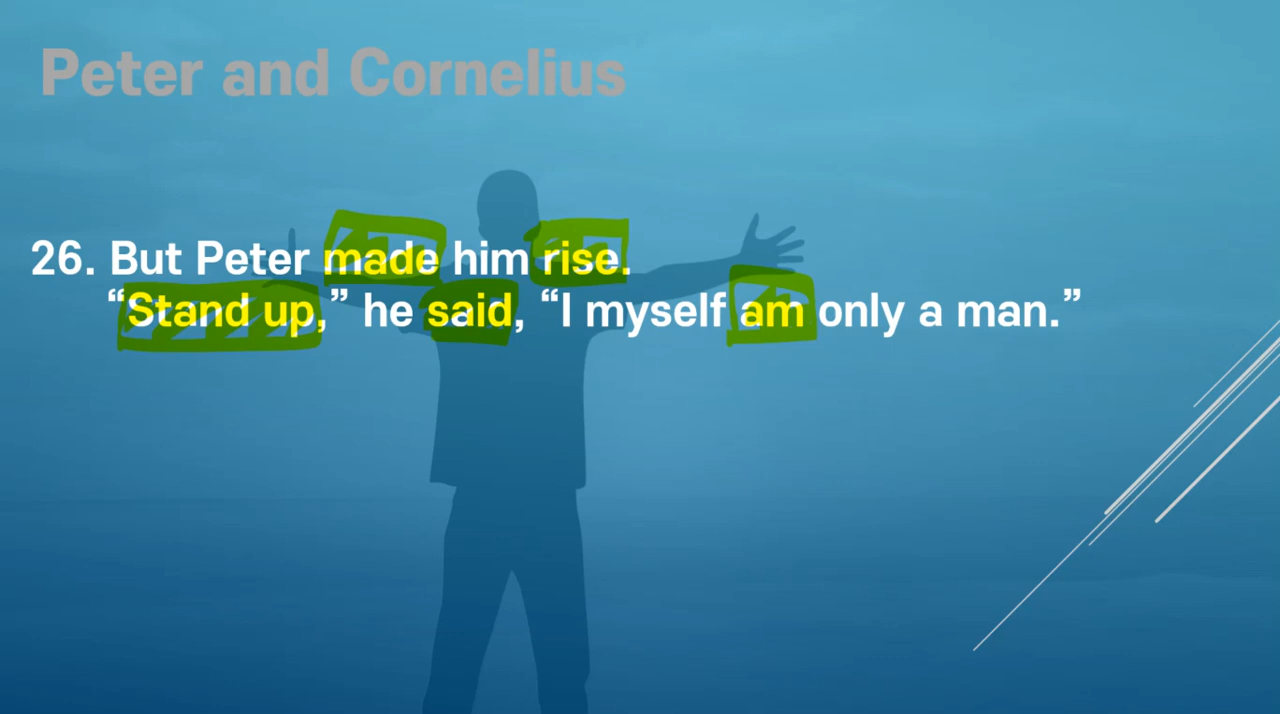 Peter and Cornelius
26. But Peter made him rise.
“Stand up,” he said, “I myself am only a man.”